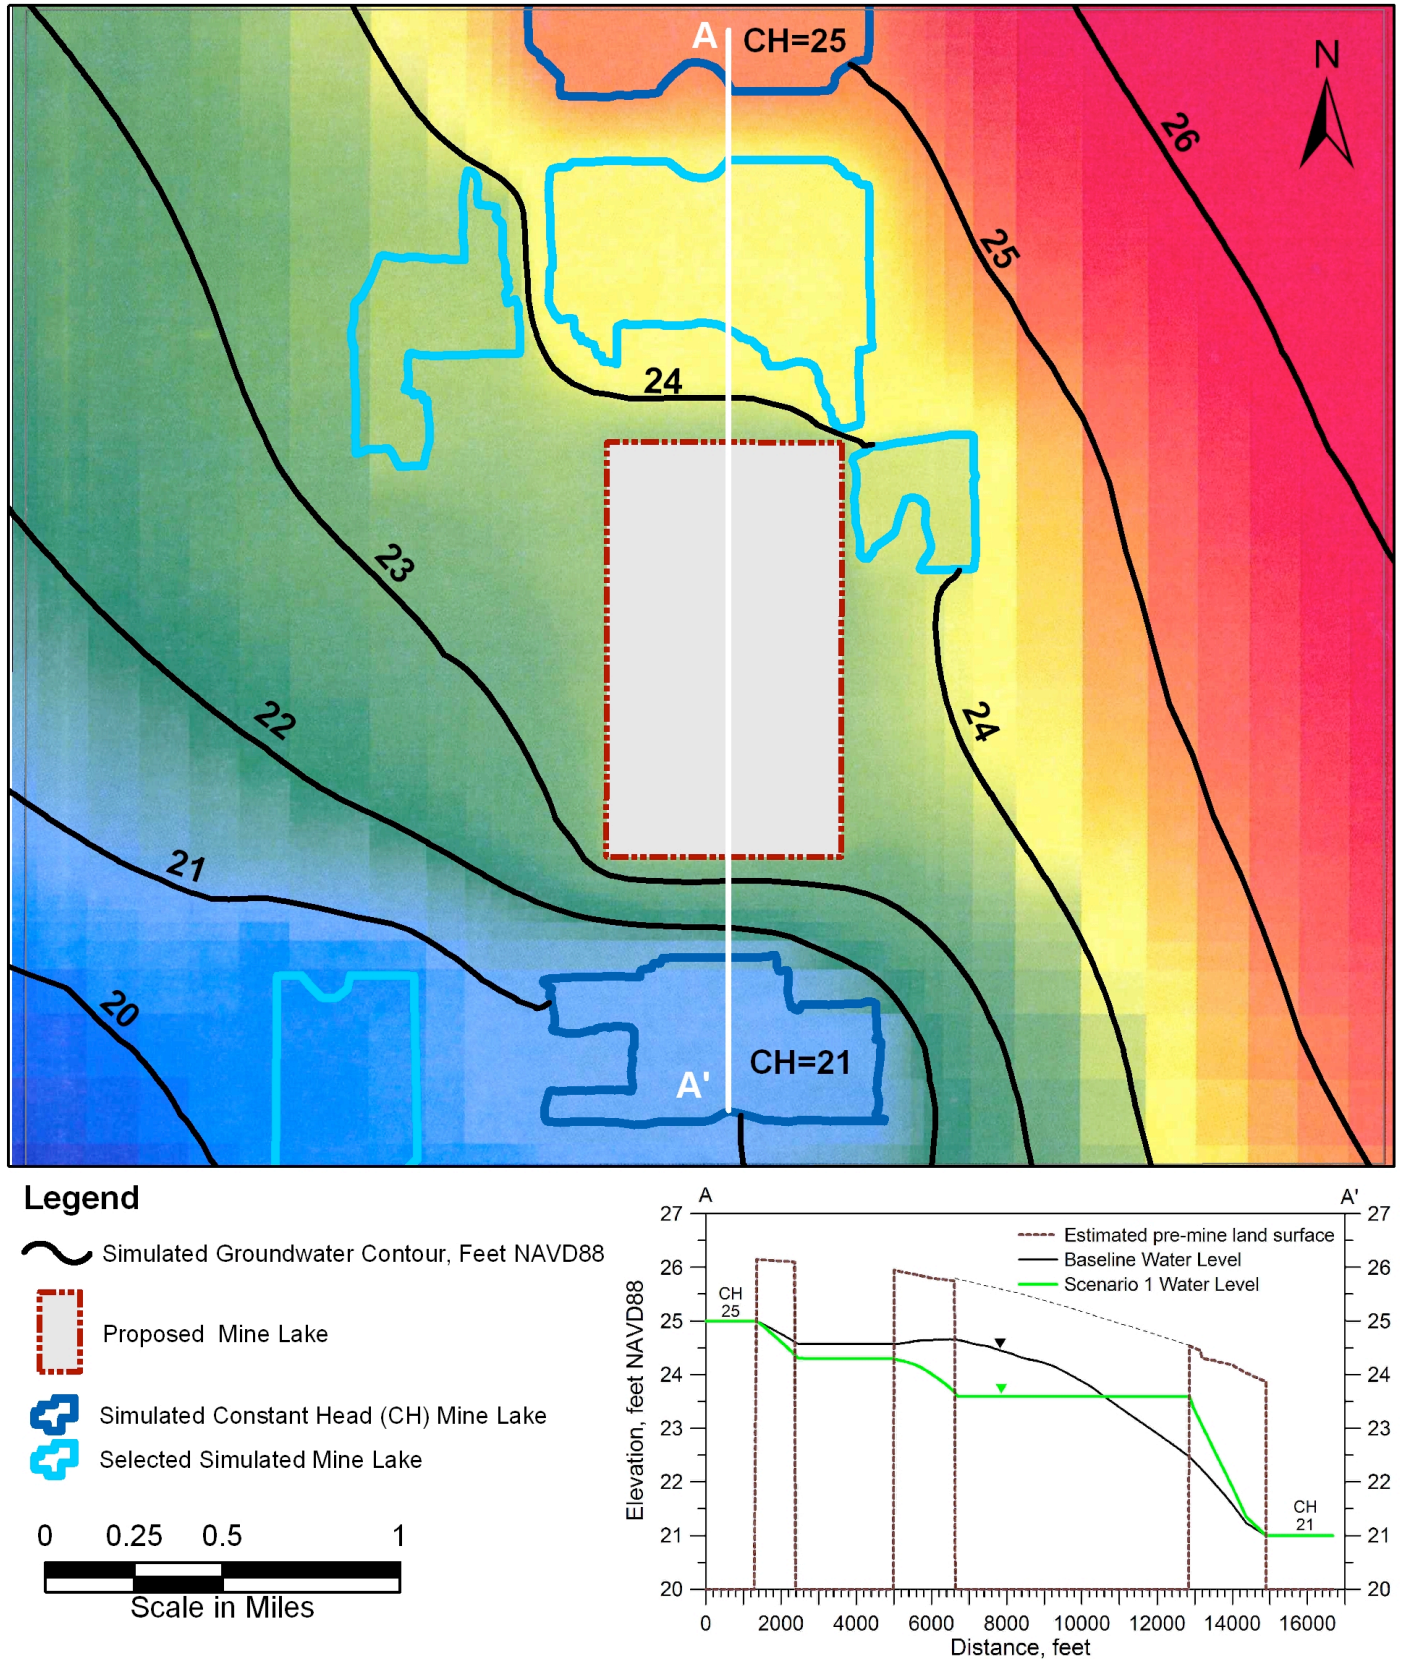 A
CH=25
N
26
25
24
23
24
22
21
20
CH=21
A'
Legend
Simulated Groundwater Contour, Feet NAVD88
Proposed Mine Lake
Simulated Constant Head (CH) Mine Lake
Selected Simulated Mine Lake
0 0.25 0.5 1
Scale in Miles
A A'
27 27
26 26
25 25
24 24
23 23
22 22
21 21
20 20
Estimated pre-mine land surface
Baseline Water Level
Scenario 1 Water Level
CH
25
CH
21
Elevation, feet NAVD88
0 2000 4000 6000 8000 10000 12000 14000 16000
Distance, feet